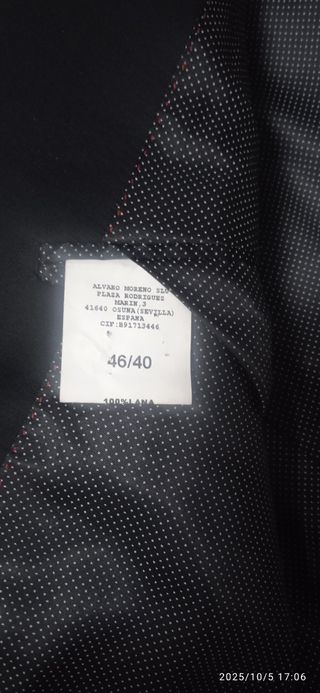 ALVARO MORENO SLU
PLAZA RODRIGUEZ
MARIN,3
41640 OSUNA(SEVILLA)
ESPAÑA
CIF:B91713446
46/40
100%LANA
2025/10/5 17:06